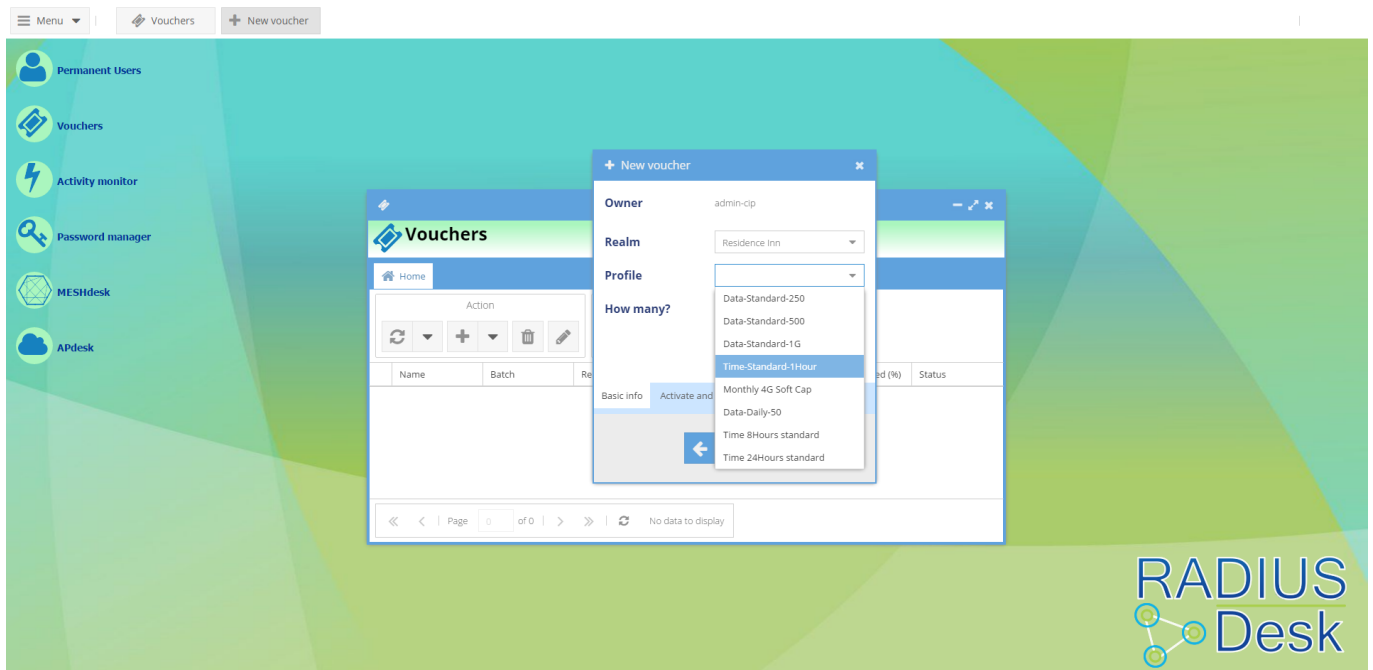 Menu
Vouchers
New voucher
Permanent Users
Vouchers
Activity monitor
Password manager
MESHdesk
APdesk
Vouchers
Home
Action
Name Batch Re ed (%) Status
Page 0 of 0 No data to display
New voucher
Owner admin-cip
Realm Residence Inn
Profile
How many?
Data-Standard-250
Data-Standard-500
Data-Standard-1G
Time-Standard-1Hour
Monthly 4G Soft Cap
Data-Daily-50
Time 8Hours standard
Time 24Hours standard
Basic info Activate and
RADIUS
Desk